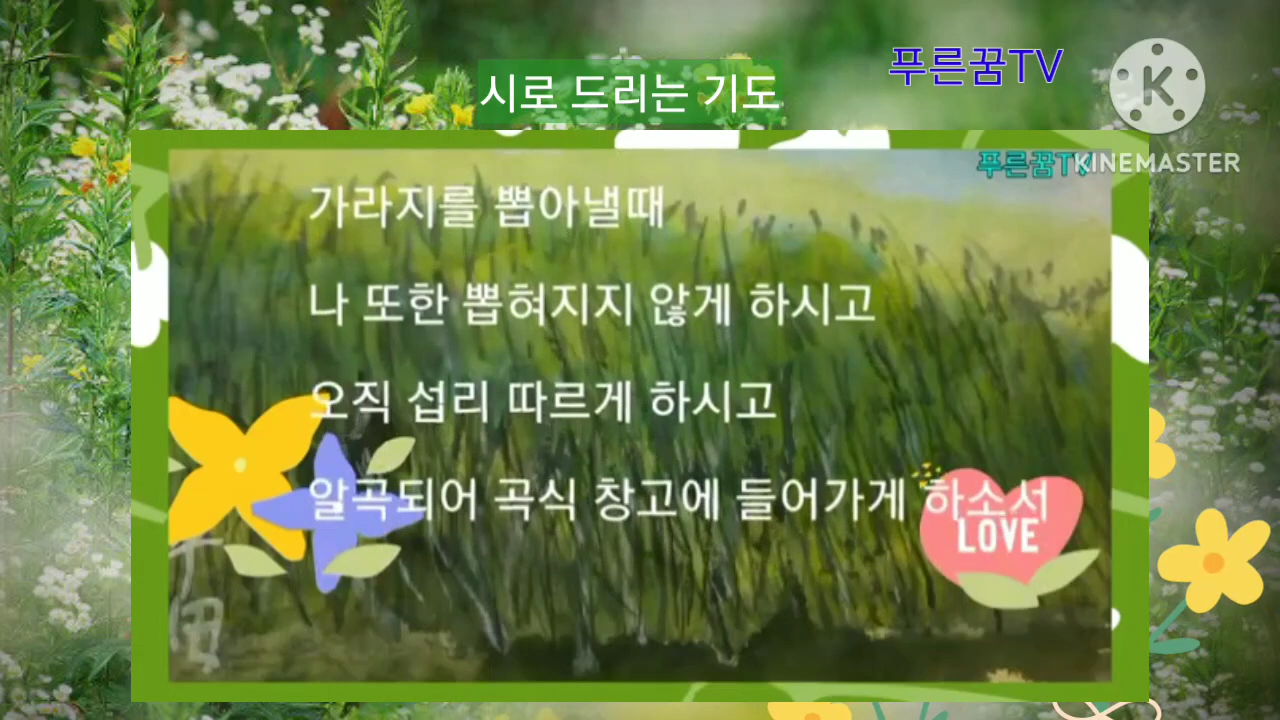 시로 드리는 기도
푸른꿈TV
K
KINEMASTER
푸른꿈TV
가라지를 뽑아낼때
나 또한 뽑혀지지 않게 하시고
오직 섭리 따르게 하시고
알곡되어 곡식 창고에 들어가게 하소서
LOVE